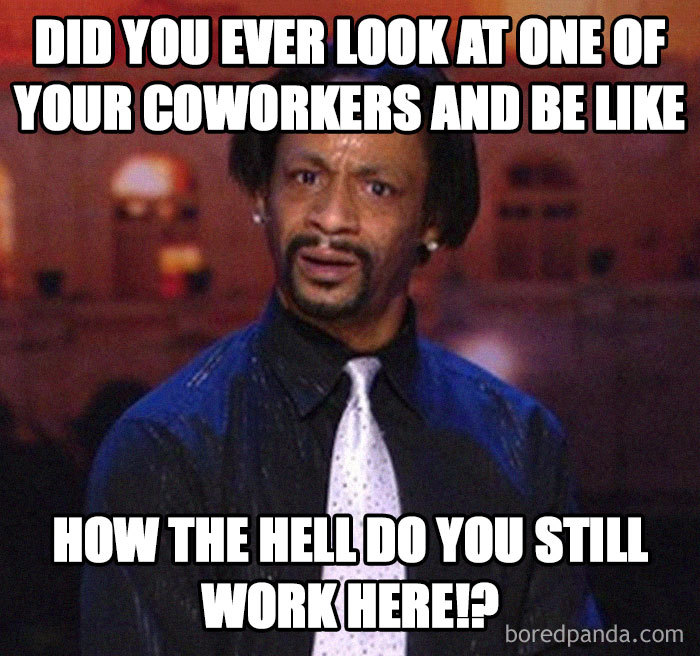 DID YOU EVER LOOK AT ONE OF
YOUR COWORKERS AND BE LIKE
HOW THE HELL DO YOU STILL
WORK HERE!?
boredpanda.com